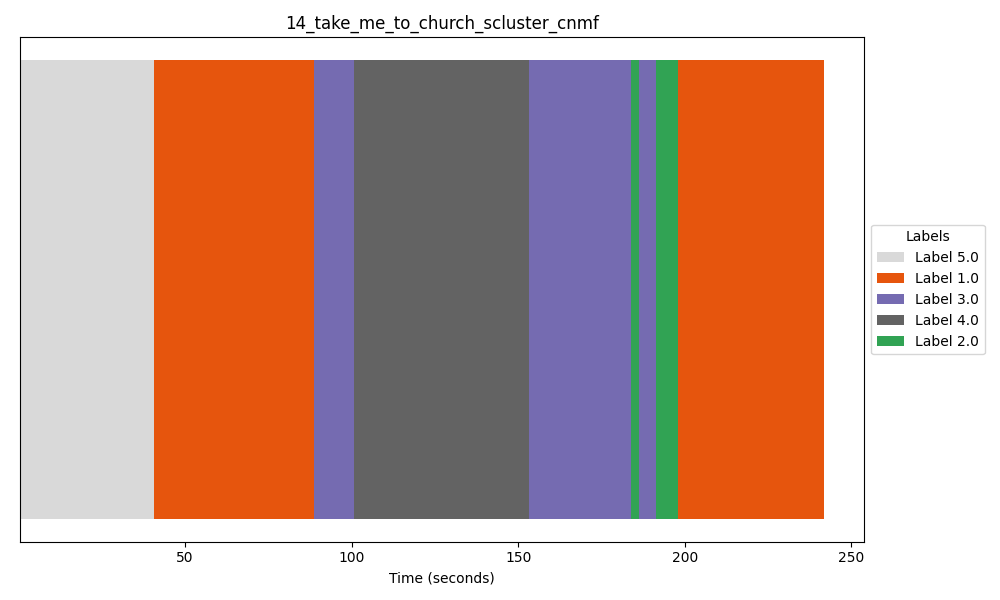 14_take_me_to_church_scluster_cnmf
Labels
Label 5.0
Label 1.0
Label 3.0
Label 4.0
Label 2.0
50
100
150
200
250
Time (seconds)